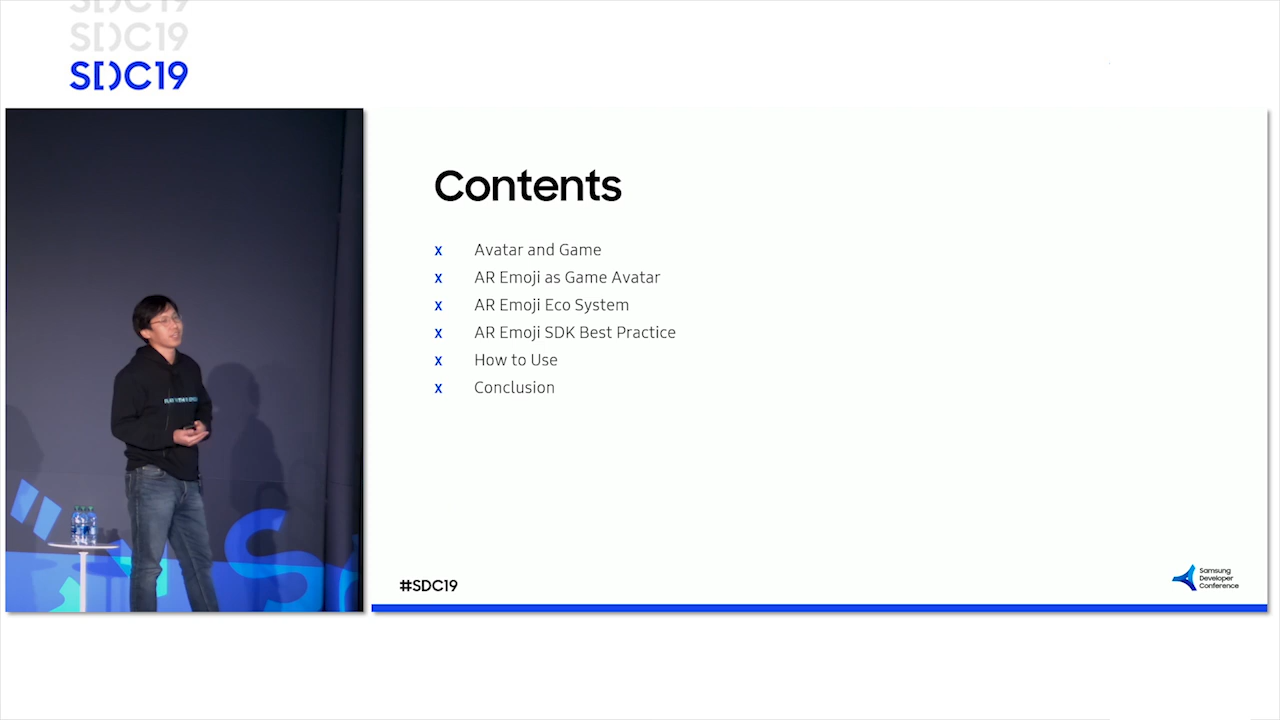 SDC19
SDC19
SDC19
Contents
x Avatar and Game
x AR Emoji as Game Avatar
x AR Emoji Eco System
x AR Emoji SDK Best Practice
x How to Use
x Conclusion
#SDC19
Samsung
Developer
Conference